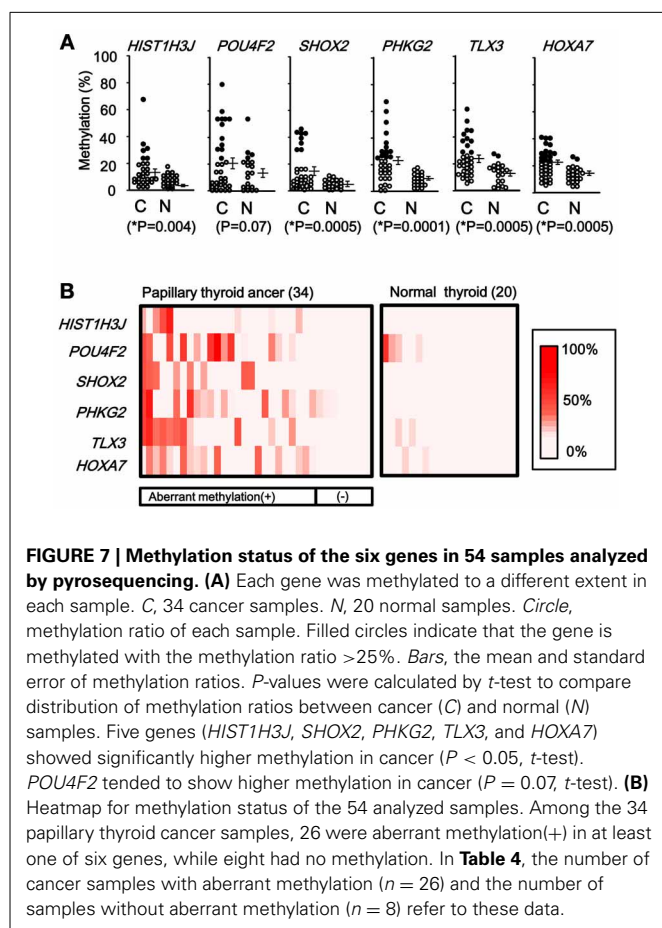 A
HIST1H3J POU4F2 SHOX2 PHKG2 TLX3 HOXA7
Methylation (%)
100
80
60
40
20
0
C N C N C N C N C N C N
(*P=0.004) (P=0.07) (*P=0.0005) (*P=0.0001) (*P=0.0005) (*P=0.0005)
B
Papillary thyroid ancer (34) Normal thyroid (20)
HIST1H3J
POU4F2
SHOX2
PHKG2
TLX3
HOXA7
100%
50%
0%
Aberrant methylation(+) (-)
FIGURE 7 | Methylation status of the six genes in 54 samples analyzed
by pyrosequencing. (A) Each gene was methylated to a different extent in
each sample. C, 34 cancer samples. N, 20 normal samples. Circle,
methylation ratio of each sample. Filled circles indicate that the gene is
methylated with the methylation ratio >25%. Bars, the mean and standard
error of methylation ratios. P-values were calculated by t-test to compare
distribution of methylation ratios between cancer (C) and normal (N)
samples. Five genes (HIST1H3J, SHOX2, PHKG2, TLX3, and HOXA7)
showed significantly higher methylation in cancer (P < 0.05, t-test).
POU4F2 tended to show higher methylation in cancer (P = 0.07, t-test). (B)
Heatmap for methylation status of the 54 analyzed samples. Among the 34
papillary thyroid cancer samples, 26 were aberrant methylation(+) in at least
one of six genes, while eight had no methylation. In Table 4, the number of
cancer samples with aberrant methylation (n = 26) and the number of
samples without aberrant methylation (n = 8) refer to these data.